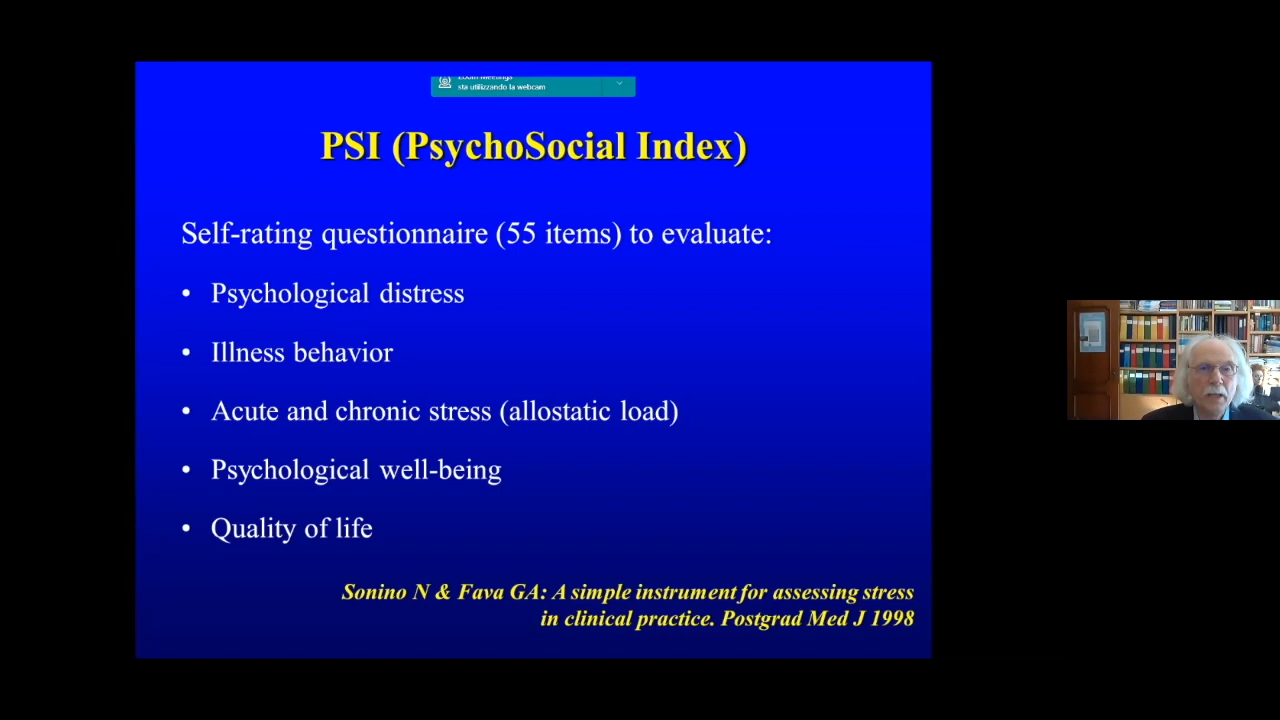 Zoom Meetings
sta utilizzando la webcam
PSI (PsychoSocial Index)
Self-rating questionnaire (55 items) to evaluate:
• Psychological distress
• Illness behavior
• Acute and chronic stress (allostatic load)
• Psychological well-being
• Quality of life
Sonino N & Fava GA: A simple instrument for assessing stress
in clinical practice. Postgrad Med J 1998